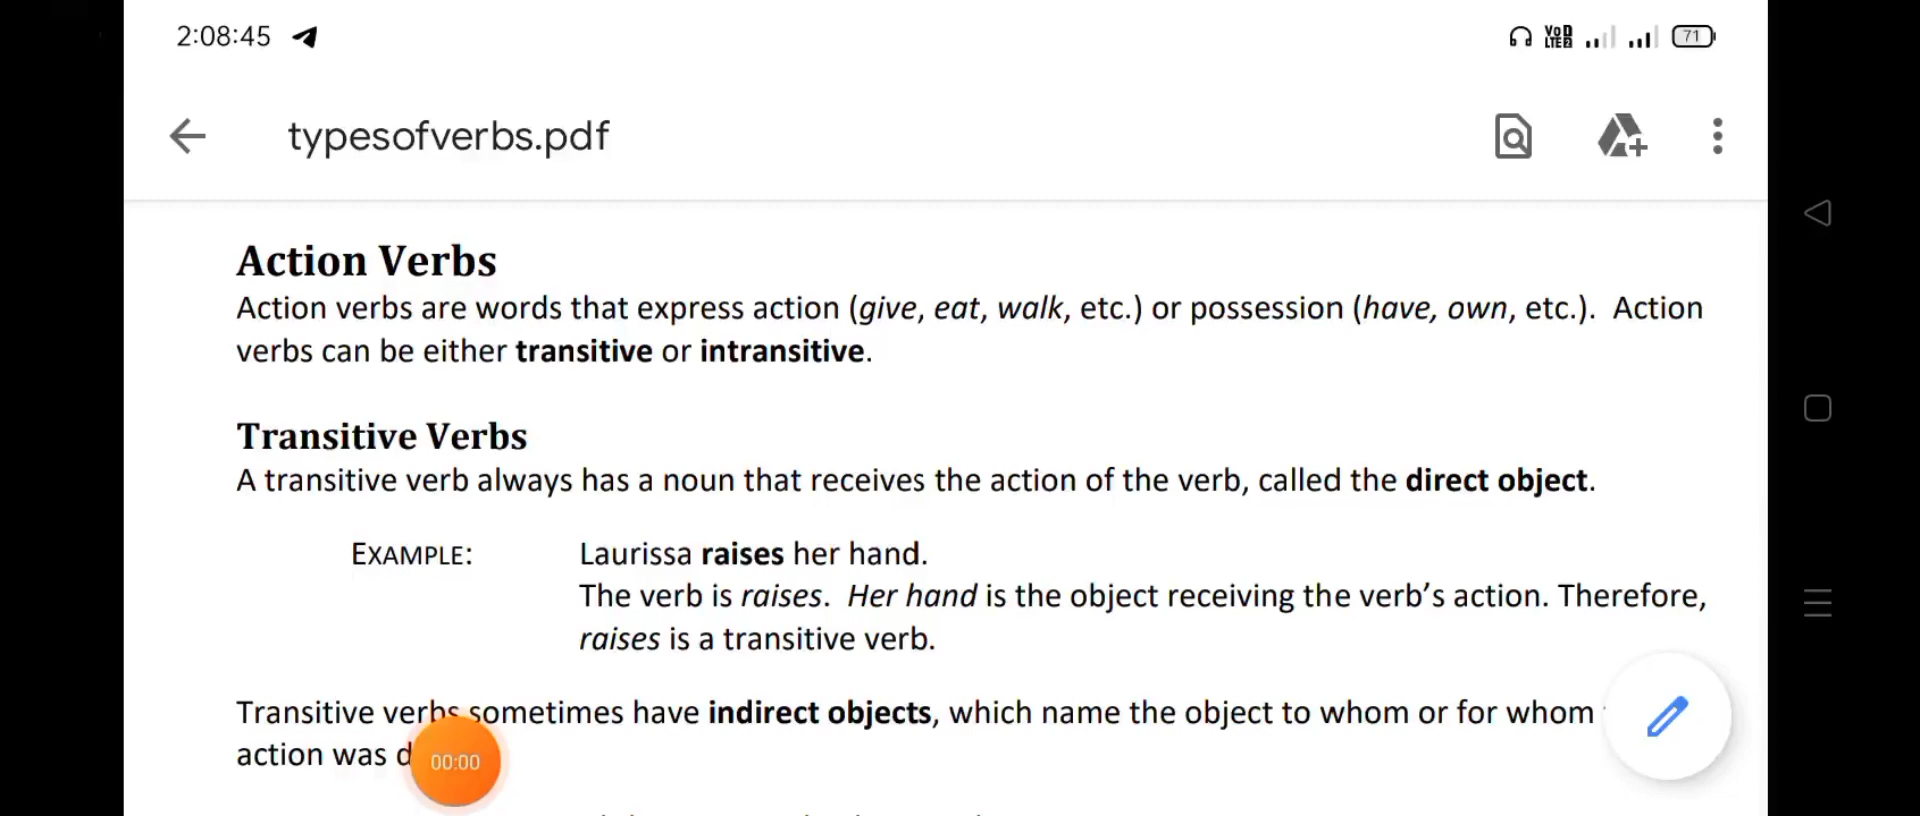 2:08:45
71
typesofverbs.pdf
Action Verbs
Action verbs are words that express action (give, eat, walk, etc.) or possession (have, own, etc.). Action
verbs can be either transitive or intransitive.
Transitive Verbs
A transitive verb always has a noun that receives the action of the verb, called the direct object.
EXAMPLE: Laurissa raises her hand.
The verb is raises. Her hand is the object receiving the verb's action. Therefore,
raises is a transitive verb.
Transitive verbs sometimes have indirect objects, which name the object to whom or for whom
action was
00:00